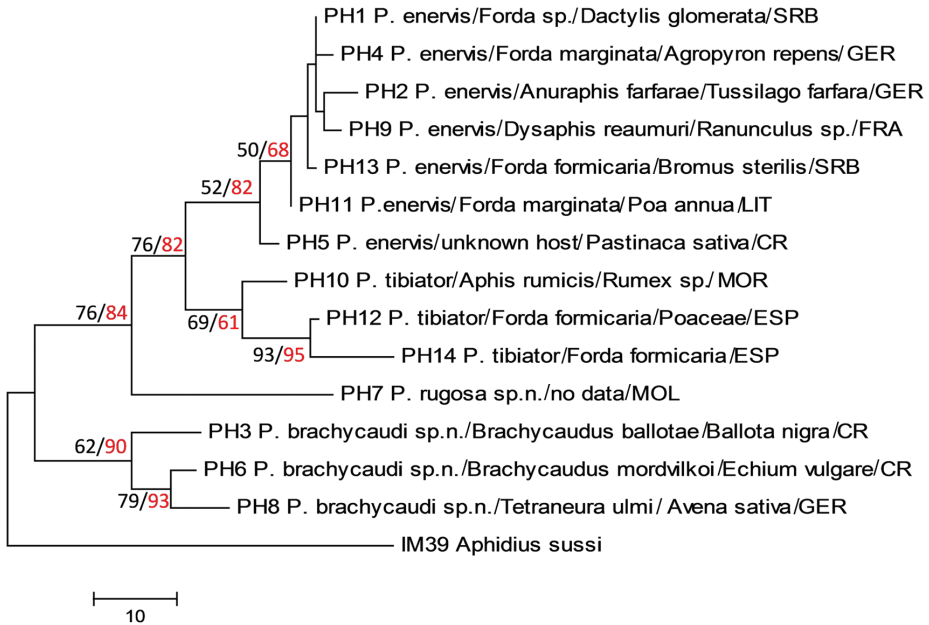 PH1 P. enervis/Forda sp./Dactylis glomerata/SRB
PH4 P. enervis/Forda marginata/Agropyron repens/GER
PH2 P. enervis/Anuraphis farfarae/Tussilago farfara/GER
PH9 P. enervis/Dysaphis reaumuri/Ranunculus sp./FRA
50/68
PH13 P. enervis/Forda formicaria/Bromus sterilis/SRB
52/82
PH11 P.enervis/Forda marginata/Poa annua/LIT
76/82
PH5 P. enervis/unknown host/Pastinaca sativa/CR
PH10 P. tibiator/Aphis rumicis/Rumex sp./MOR
76/84
69/61
PH12 P. tibiator/Forda formicaria/Poaceae/ESP
93/95
PH14 P. tibiator/Forda formicaria/ESP
PH7 P. rugosa sp.n./no data/MOL
PH3 P. brachycaudi sp.n./Brachycaudus ballotae/Ballota nigra/CR
62/90
PH6 P. brachycaudi sp.n./Brachycaudus mordvilkoi/Echium vulgare/CR
79/93
PH8 P. brachycaudi sp.n./Tetraneura ulmi/ Avena sativa/GER
IM39 Aphidius sussi
10